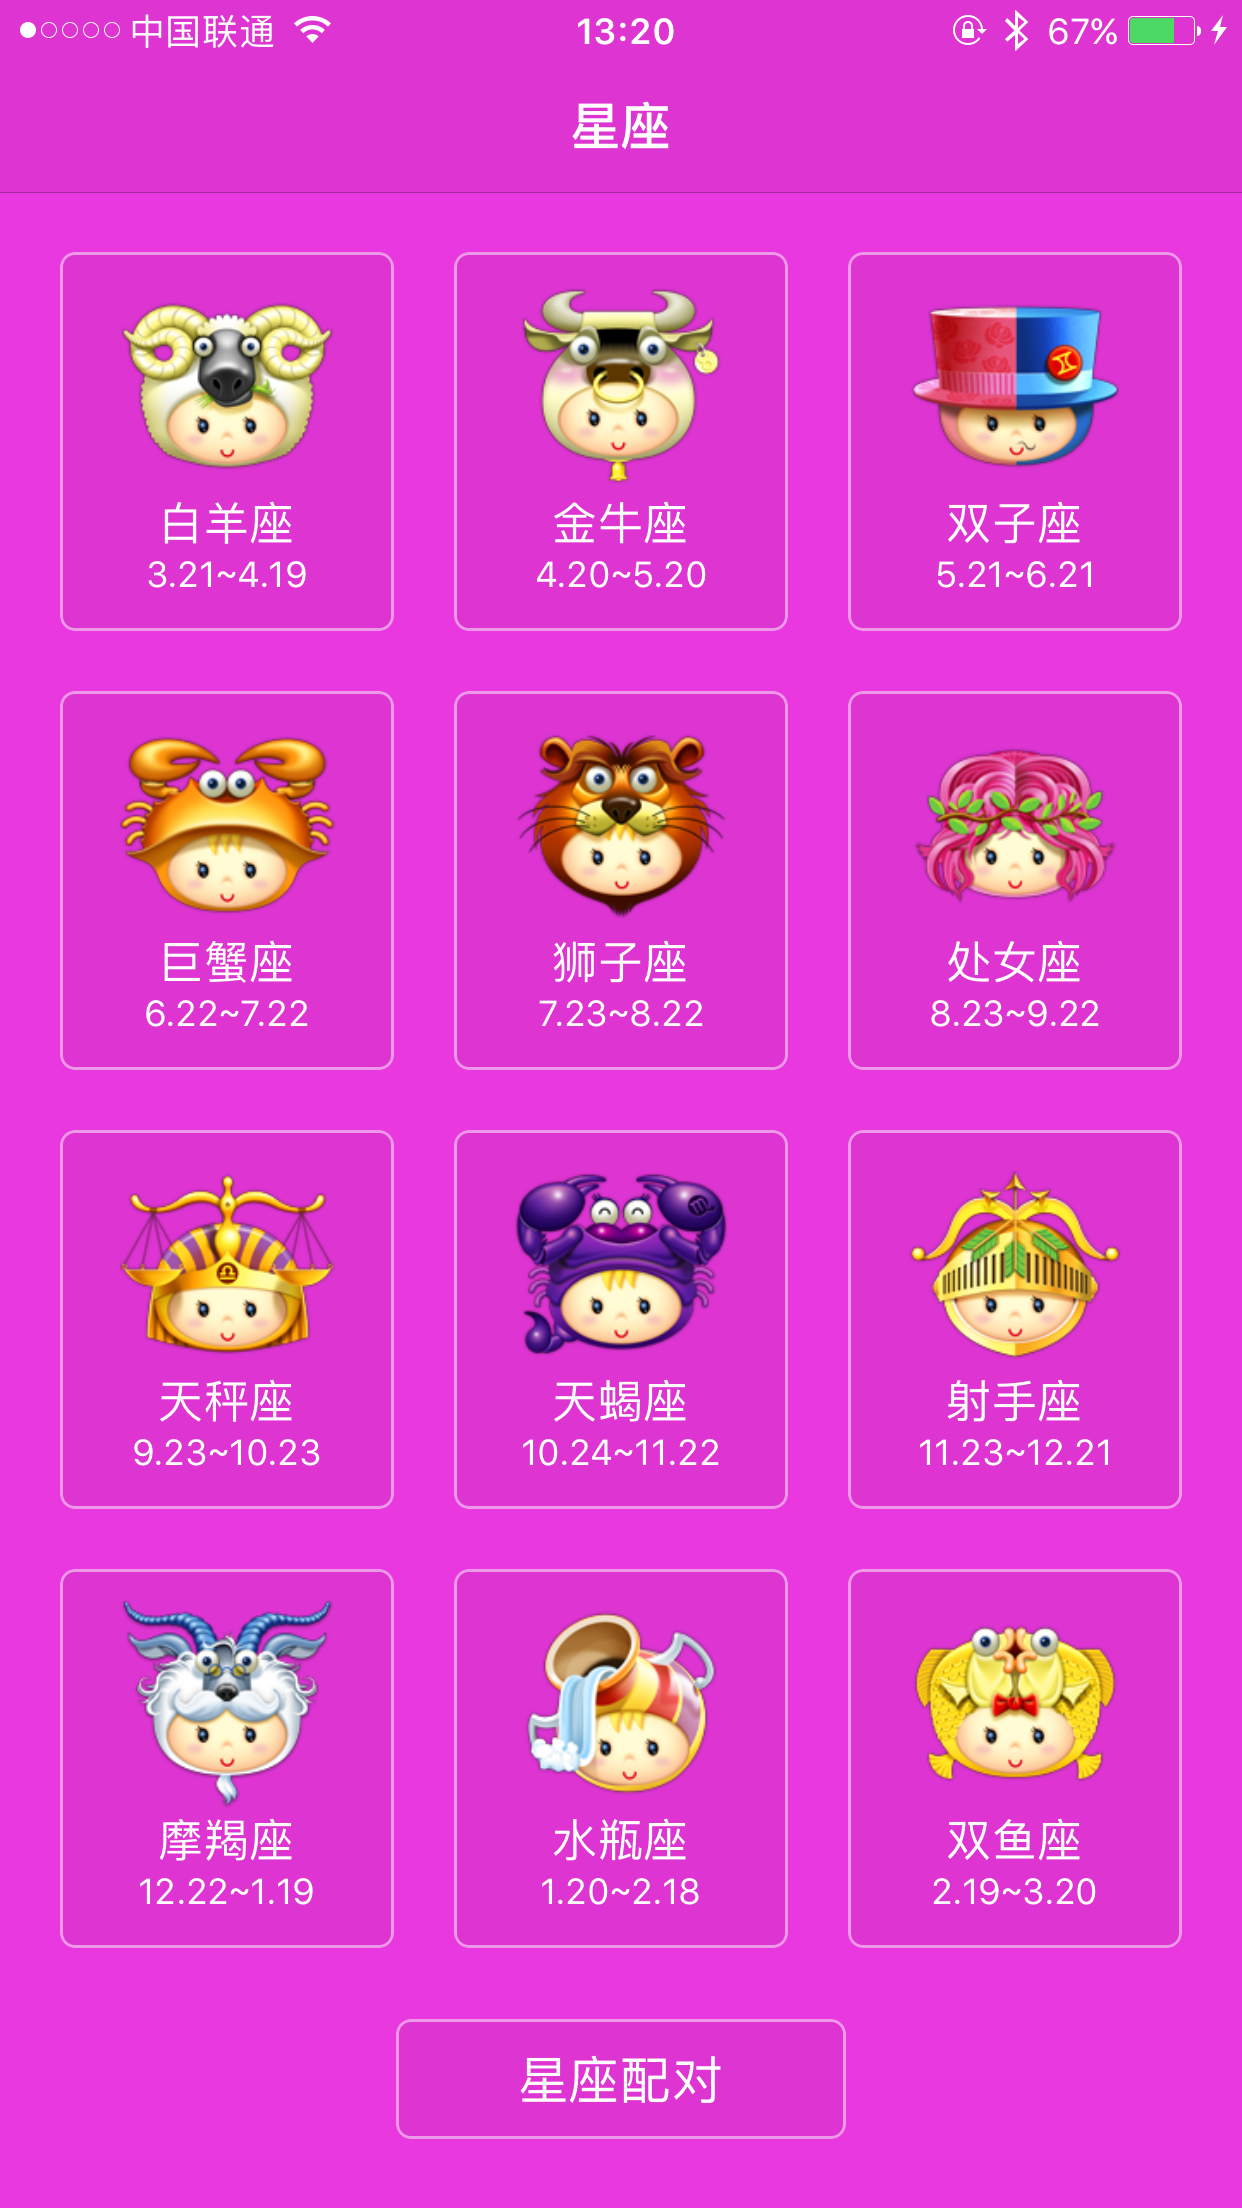 中国联通 13:20 67%
星座
白羊座 金牛座 双子座
3.21~4.19 4.20~5.20 5.21~6.21
巨蟹座 狮子座 处女座
6.22~7.22 7.23~8.22 8.23~9.22
天秤座 天蝎座 射手座
9.23~10.23 10.24~11.22 11.23~12.21
摩羯座 水瓶座 双鱼座
12.22~1.19 1.20~2.18 2.19~3.20
星座配对